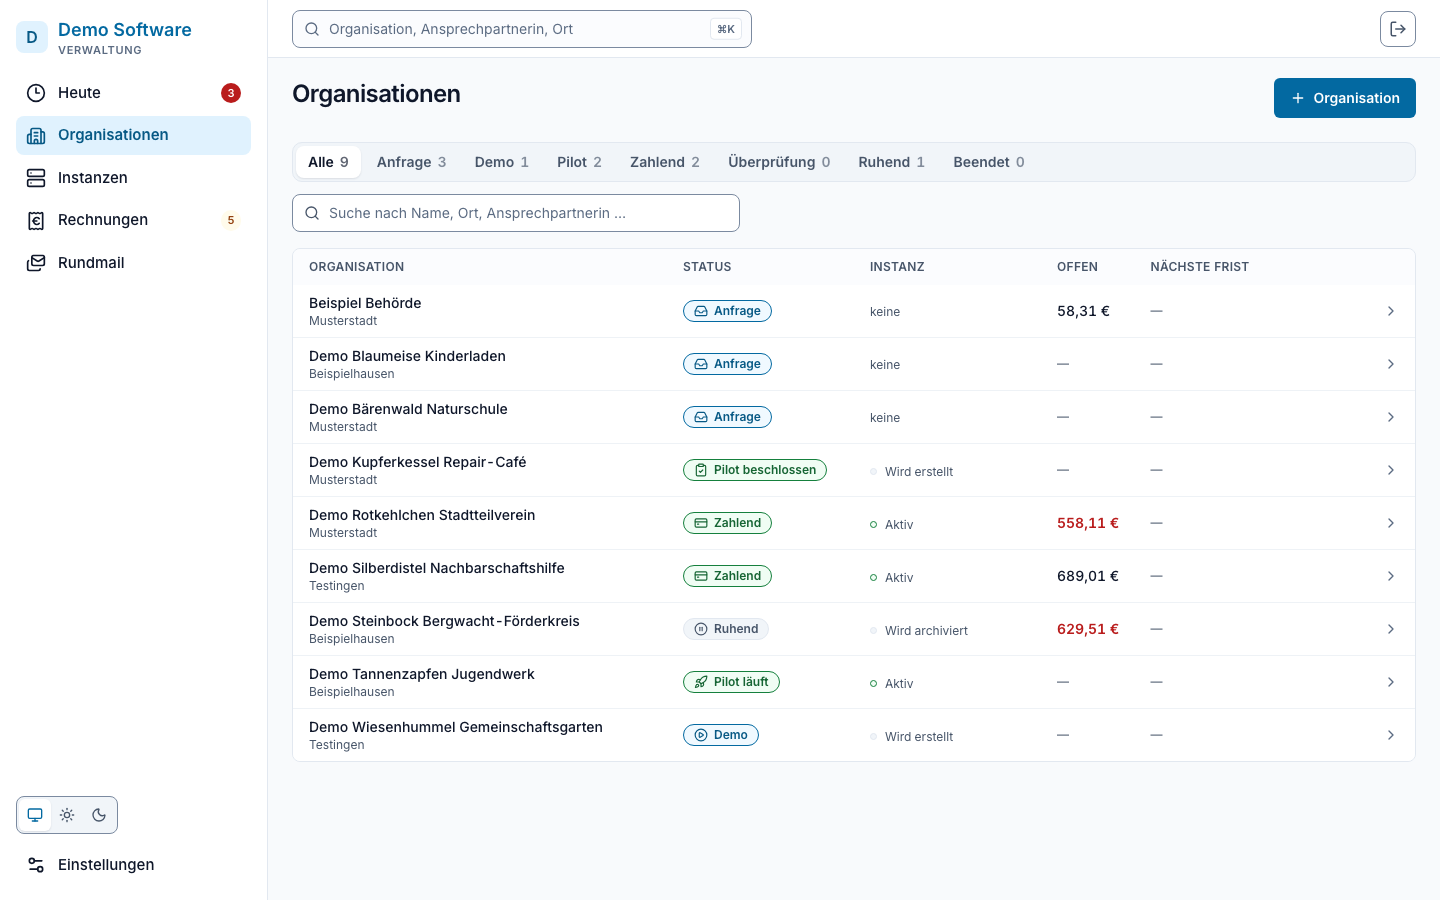 D
Demo Software
VERWALTUNG
Heute 3
Organisationen
Instanzen
Rechnungen 5
Rundmail
Einstellungen
Organisation, Ansprechpartnerin, Ort ⌘K
Organisationen
+ Organisation
Alle 9 Anfrage 3 Demo 1 Pilot 2 Zahlend 2 Überprüfung 0 Ruhend 1 Beendet 0
Suche nach Name, Ort, Ansprechpartnerin ...
ORGANISATION STATUS INSTANZ OFFEN NÄCHSTE FRIST
Beispiel Behörde
Musterstadt
Anfrage keine 58,31 € —
Demo Blaumeise Kinderladen
Beispielhausen
Anfrage keine — —
Demo Bärenwald Naturschule
Musterstadt
Anfrage keine — —
Demo Kupferkessel Repair-Café
Musterstadt
Pilot beschlossen Wird erstellt — —
Demo Rotkehlchen Stadtteilverein
Musterstadt
Zahlend Aktiv 558,11 € —
Demo Silberdistel Nachbarschaftshilfe
Testingen
Zahlend Aktiv 689,01 € —
Demo Steinbock Bergwacht-Förderkreis
Beispielhausen
Ruhend Wird archiviert 629,51 € —
Demo Tannenzapfen Jugendwerk
Beispielhausen
Pilot läuft Aktiv — —
Demo Wiesenhummel Gemeinschaftsgarten
Testingen
Demo Wird erstellt — —